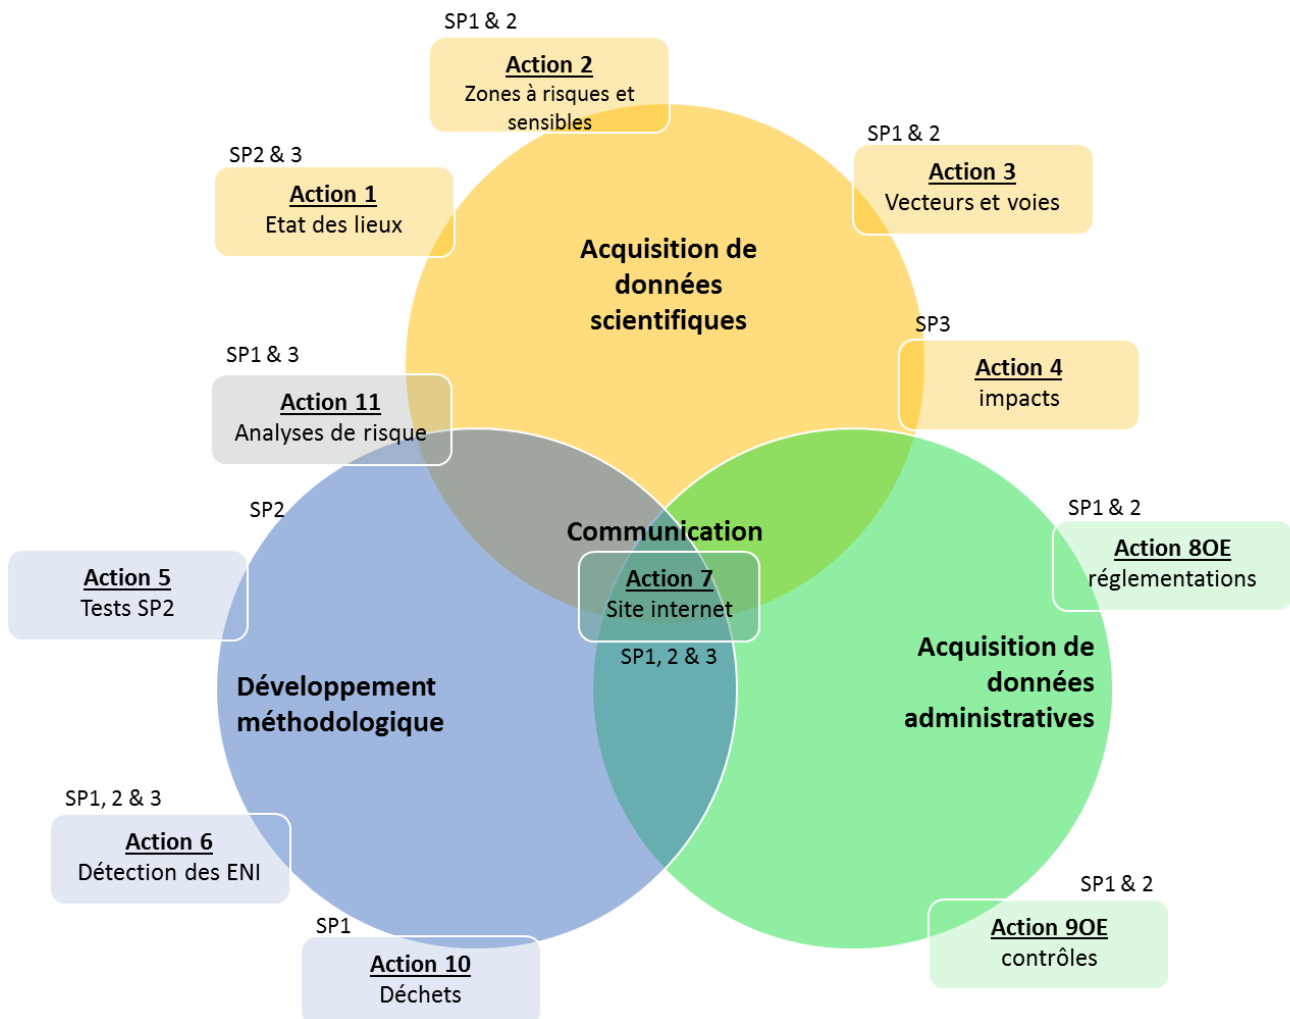 SP1 & 2
Action 2
Zones à risques et
sensibles
SP1 & 2
Action 3
Vecteurs et voies
SP2 & 3
Action 1
Etat des lieux
Acquisition de
données
scientifiques
SP3
Action 4
impacts
SP1 & 3
Action 11
Analyses de risque
SP2
Action 5
Tests SP2
Communication
Action 7
Site internet
SP1, 2 & 3
SP1 & 2
Action 8OE
réglementations
Développement
méthodologique
Acquisition de
données
administratives
SP1, 2 & 3
Action 6
Détection des ENI
SP1
Action 10
Déchets
SP1 & 2
Action 9OE
contrôles